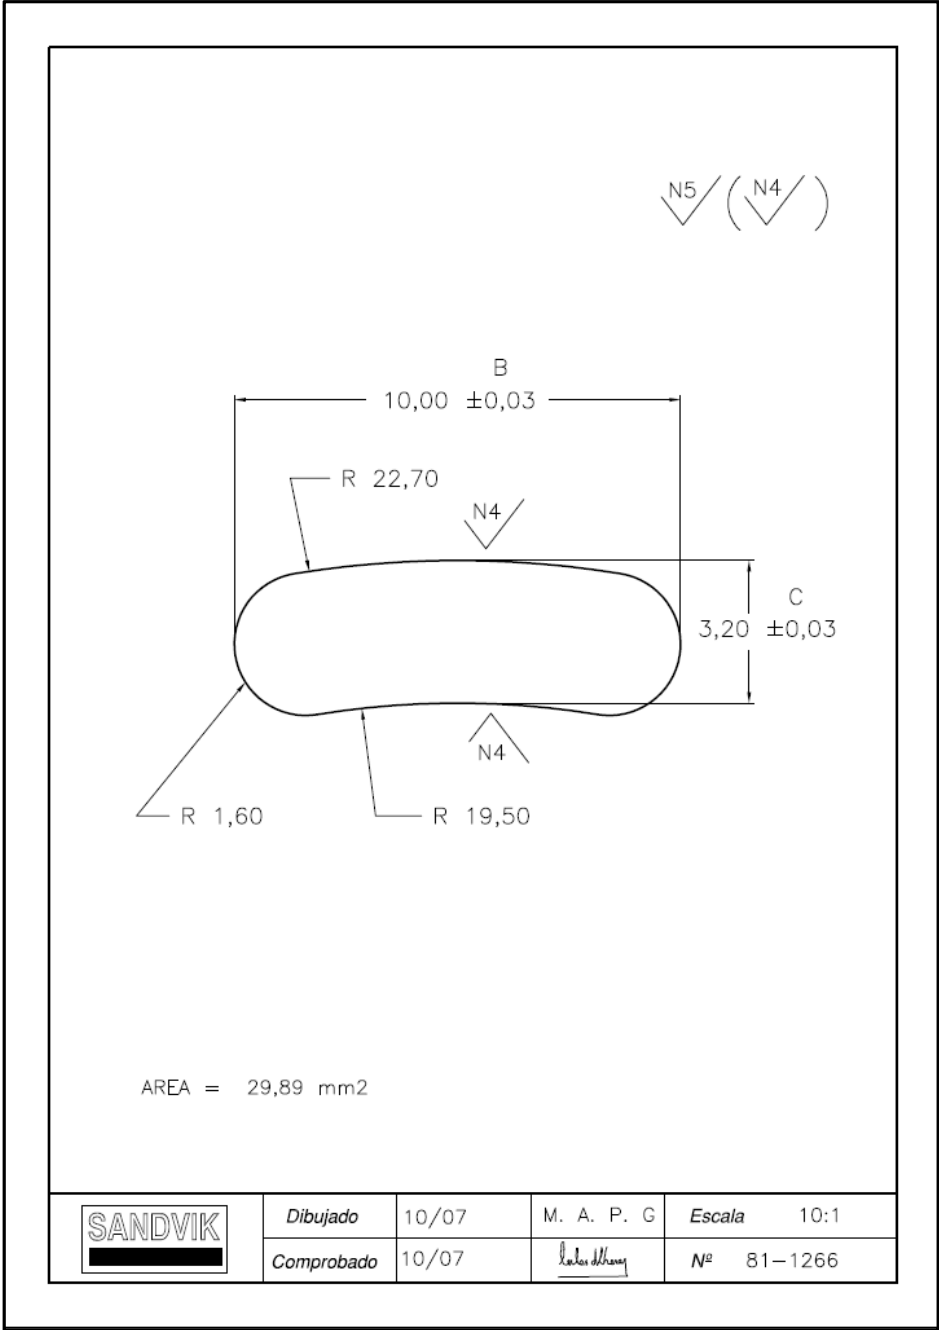 N5 ( N4 )
B
10,00 ±0,03
R 22,70
N4
C
3,20 ±0,03
N4
R 1,60
R 19,50
AREA = 29,89 mm2
SANDVIK
Dibujado 10/07 M. A. P. G Escala 10:1
Comprobado 10/07 Nº 81-1266